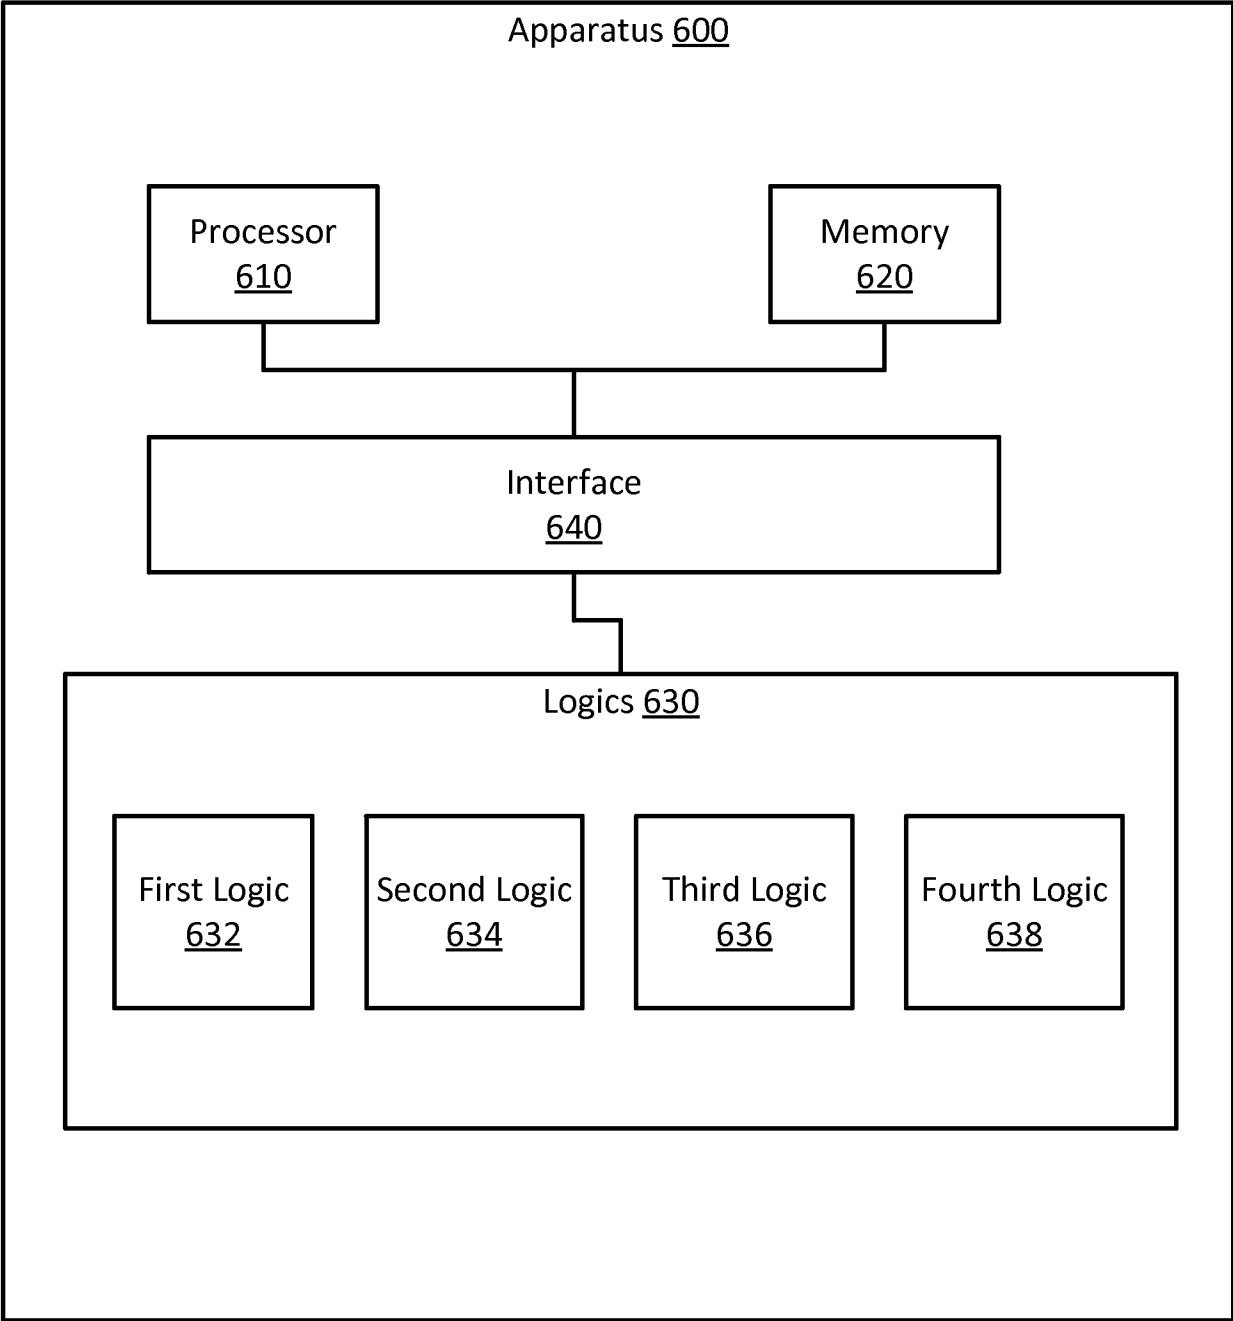 Apparatus 600
Processor
610
Memory
620
Interface
640
Logics 630
First Logic
632
Second Logic
634
Third Logic
636
Fourth Logic
638